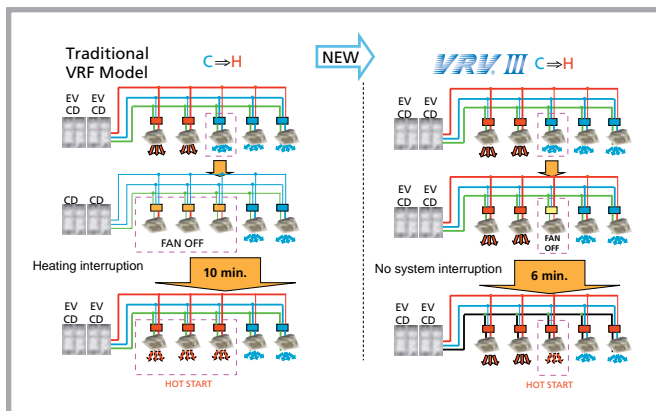 Traditional
VRF Model
C⇒H
NEW
VRV III C⇒H
EV EV
CD CD
EV EV
CD CD
CD CD
FAN OFF
EV EV
CD CD
FAN
OFF
Heating interruption
10 min.
No system interruption
6 min.
EV EV
CD CD
HOT START
EV EV
CD CD
HOT START